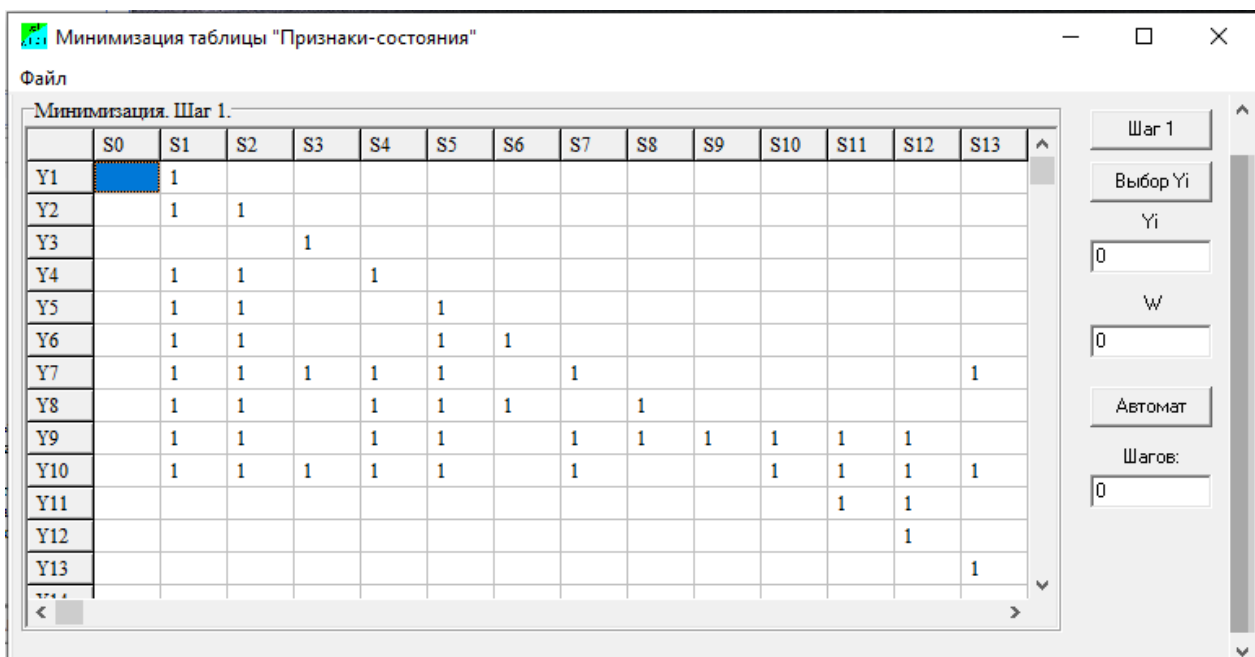 Минимизация таблицы "Признаки-состояния"
Файл
Минимизация. Шаг 1.
S0 S1 S2 S3 S4 S5 S6 S7 S8 S9 S10 S11 S12 S13
Y1 1
Y2 1 1
Y3 1
Y4 1 1 1
Y5 1 1 1
Y6 1 1 1 1
Y7 1 1 1 1 1 1 1
Y8 1 1 1 1 1 1
Y9 1 1 1 1 1 1 1 1 1 1
Y10 1 1 1 1 1 1 1 1 1 1
Y11 1 1
Y12 1
Y13 1
Шаг 1
Выбор Yi
Yi
0
W
0
Автомат
Шагов:
0